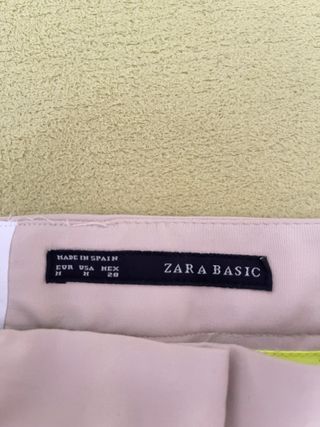 MADE IN SPAIN
EUR USA MEX
M M 28
ZARA BASIC